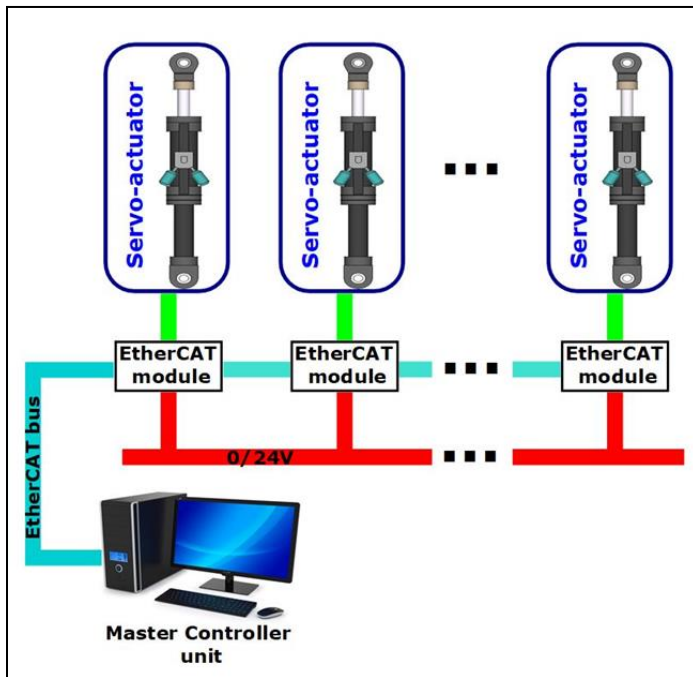 Servo-actuator
Servo-actuator
Servo-actuator
EtherCAT
module
EtherCAT
module
EtherCAT
module
EtherCAT bus
0/24V
Master Controller
unit